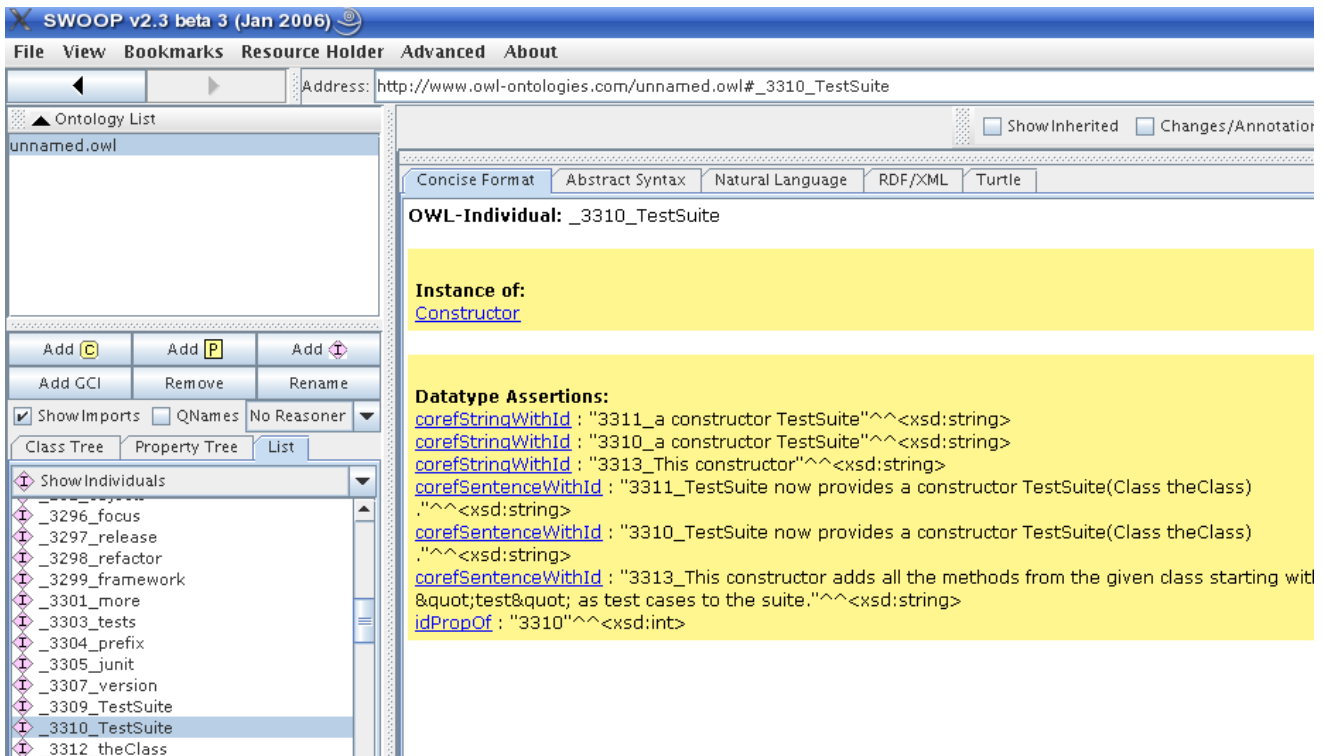 SWOOP v2.3 beta 3 (Jan 2006)
File View Bookmarks Resource Holder Advanced About
Address: http://www.owl-ontologies.com/unnamed.owl#_3310_TestSuite
Ontology List
unnamed.owl
Show Inherited Changes/Annotation
Concise Format Abstract Syntax Natural Language RDF/XML Turtle
OWL-Individual: _3310_TestSuite
Instance of:
Constructor
Datatype Assertions:
corefStringWithId : "3311_a constructor TestSuite"^^<xsd:string>
corefStringWithId : "3310_a constructor TestSuite"^^<xsd:string>
corefStringWithId : "3313_This constructor"^^<xsd:string>
corefSentenceWithId : "3311_TestSuite now provides a constructor TestSuite(Class theClass)
."^^<xsd:string>
corefSentenceWithId : "3310_TestSuite now provides a constructor TestSuite(Class theClass)
."^^<xsd:string>
corefSentenceWithId : "3313_This constructor adds all the methods from the given class starting with
&quot;test&quot; as test cases to the suite."^^<xsd:string>
idPropOf : "3310"^^<xsd:int>
Add C Add P Add I
Add GCI Remove Rename
Show Imports QNames No Reasoner
Class Tree Property Tree List
I Show Individuals
I _3296_focus
I _3297_release
I _3298_refactor
I _3299_framework
I _3301_more
I _3303_tests
I _3304_prefix
I _3305_junit
I _3307_version
I _3309_TestSuite
I _3310_TestSuite
I _3312_theClass